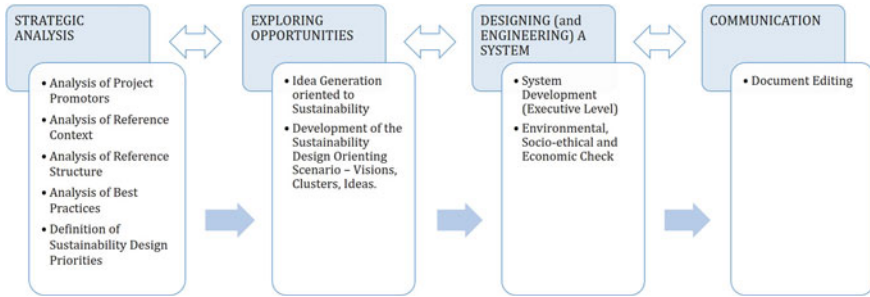 STRATEGIC
ANALYSIS
• Analysis of Project
Promotors
• Analysis of Reference
Context
• Analysis of Reference
Structure
• Analysis of Best
Practices
• Definition of
Sustainability Design
Priorities
EXPLORING
OPPORTUNITIES
• Idea Generation
oriented to
Sustainability
• Development of the
Sustainability
Design Orienting
Scenario – Visions,
Clusters, Ideas.
DESIGNING (and
ENGINEERING) A
SYSTEM
• System
Development
(Executive Level)
• Environmental,
Socio-ethical and
Economic Check
COMMUNICATION
• Document Editing